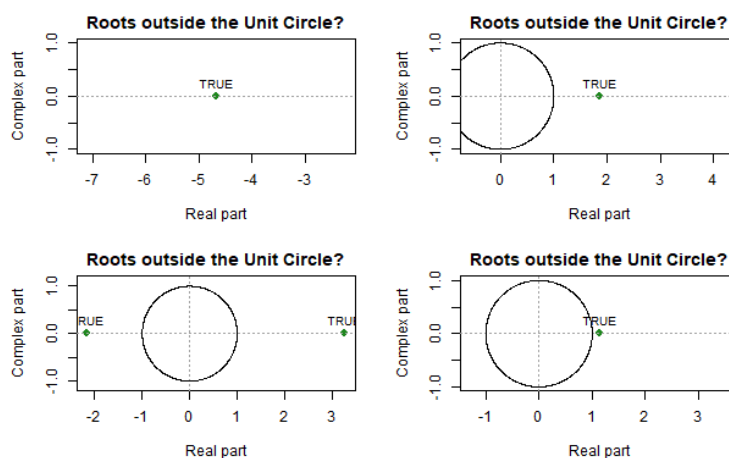 Roots outside the Unit Circle?
Complex part
1.0
0.0
-1.0
TRUE
-7 -6 -5 -4 -3
Real part
Roots outside the Unit Circle?
Complex part
1.0
0.0
-1.0
TRUE
0 1 2 3 4
Real part
Roots outside the Unit Circle?
Complex part
1.0
0.0
-1.0
RUE TRU
-2 -1 0 1 2 3
Real part
Roots outside the Unit Circle?
Complex part
1.0
0.0
-1.0
TRUE
-1 0 1 2 3
Real part